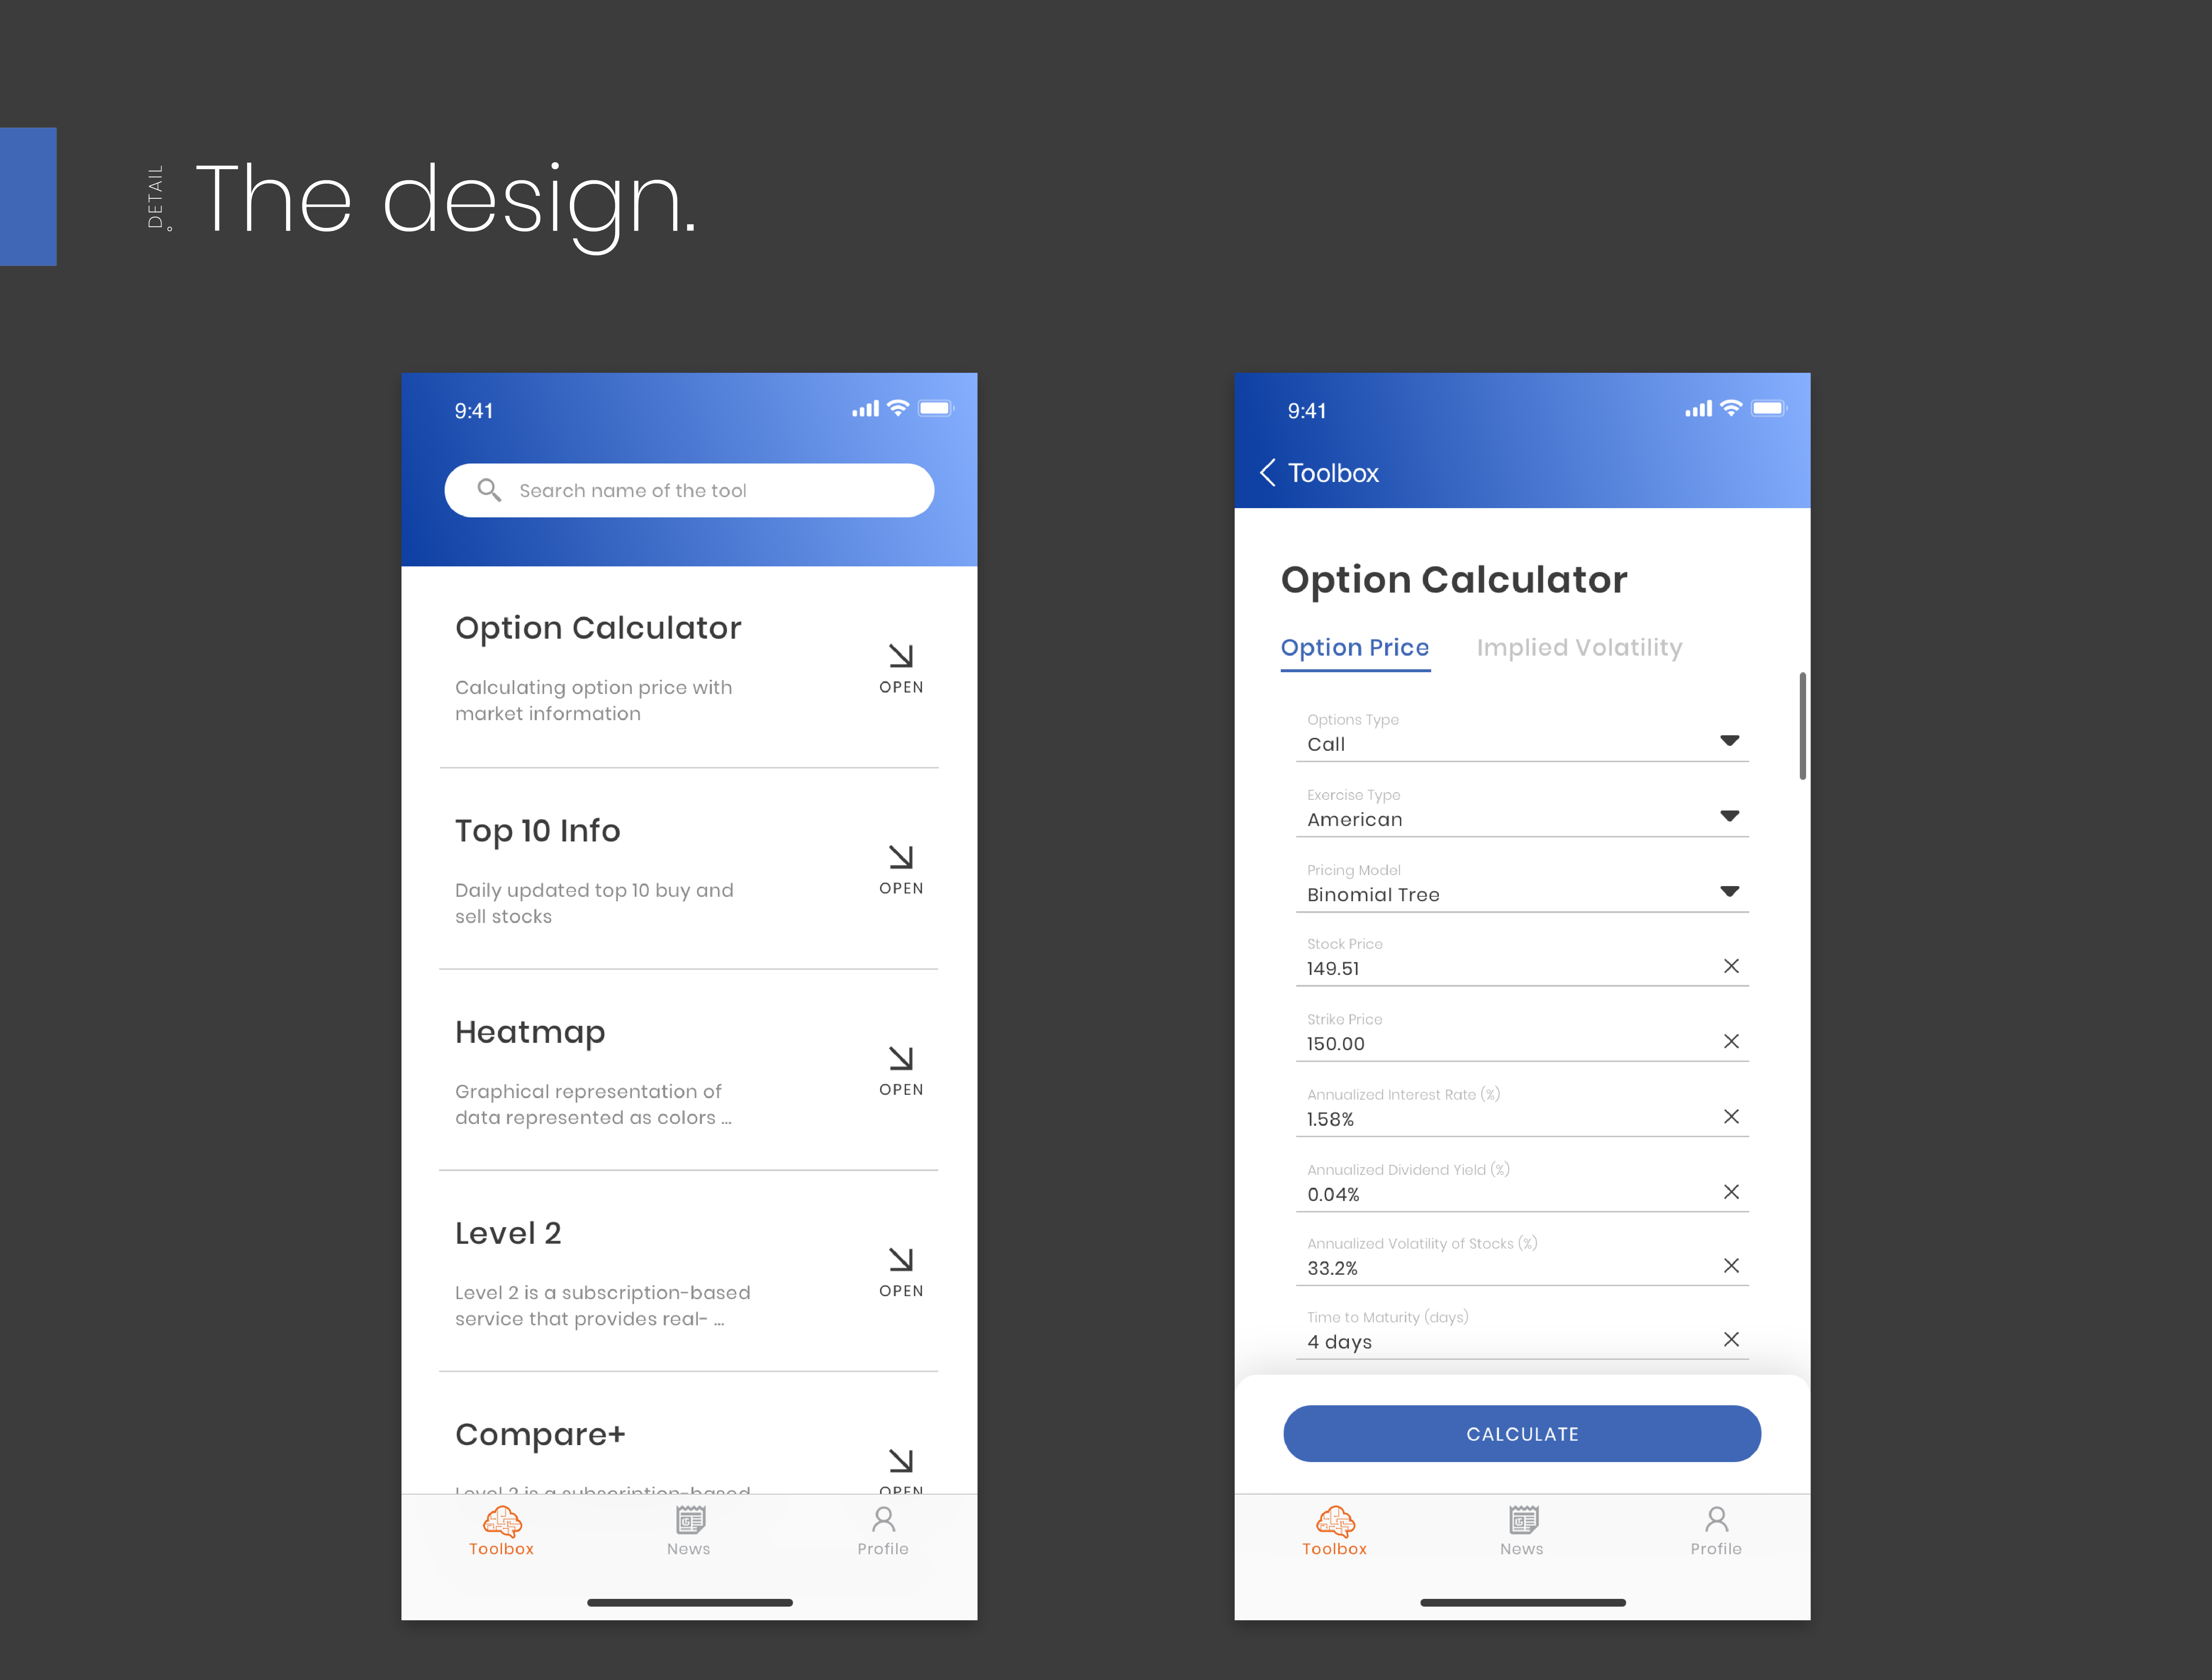 DETAIL
The design.
9:41
Search name of the tool
Option Calculator
Calculating option price with
market information
OPEN
Top 10 Info
Daily updated top 10 buy and
sell stocks
OPEN
Heatmap
Graphical representation of
data represented as colors ...
OPEN
Level 2
Level 2 is a subscription-based
service that provides real- ...
OPEN
Compare+
Level 2 is a subscription-based
OPEN
Toolbox
News
Profile
9:41
Toolbox
Option Calculator
Option Price
Implied Volatility
Options Type
Call
Exercise Type
American
Pricing Model
Binomial Tree
Stock Price
149.51
Strike Price
150.00
Annualized Interest Rate (%)
1.58%
Annualized Dividend Yield (%)
0.04%
Annualized Volatility of Stocks (%)
33.2%
Time to Maturity (days)
4 days
CALCULATE
Toolbox
News
Profile